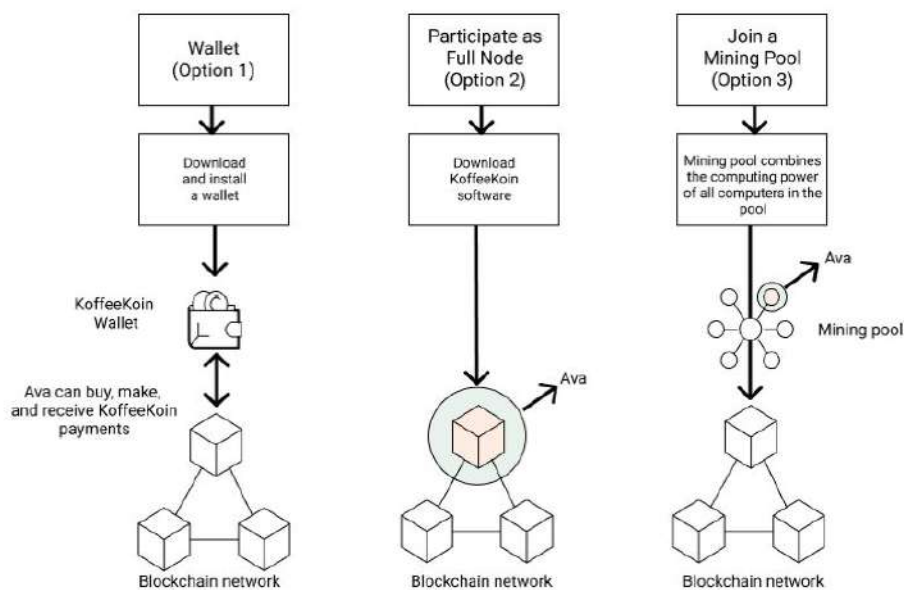 Wallet
(Option 1)
Download
and install
a wallet
KoffeeKoin
Wallet
Ava can buy, make,
and receive KoffeeKoin
payments
Blockchain network
Participate as
Full Node
(Option 2)
Download
KoffeeKoin
software
Ava
Blockchain network
Join a
Mining Pool
(Option 3)
Mining pool combines
the computing power
of all computers in the
pool
Ava
Mining pool
Blockchain network